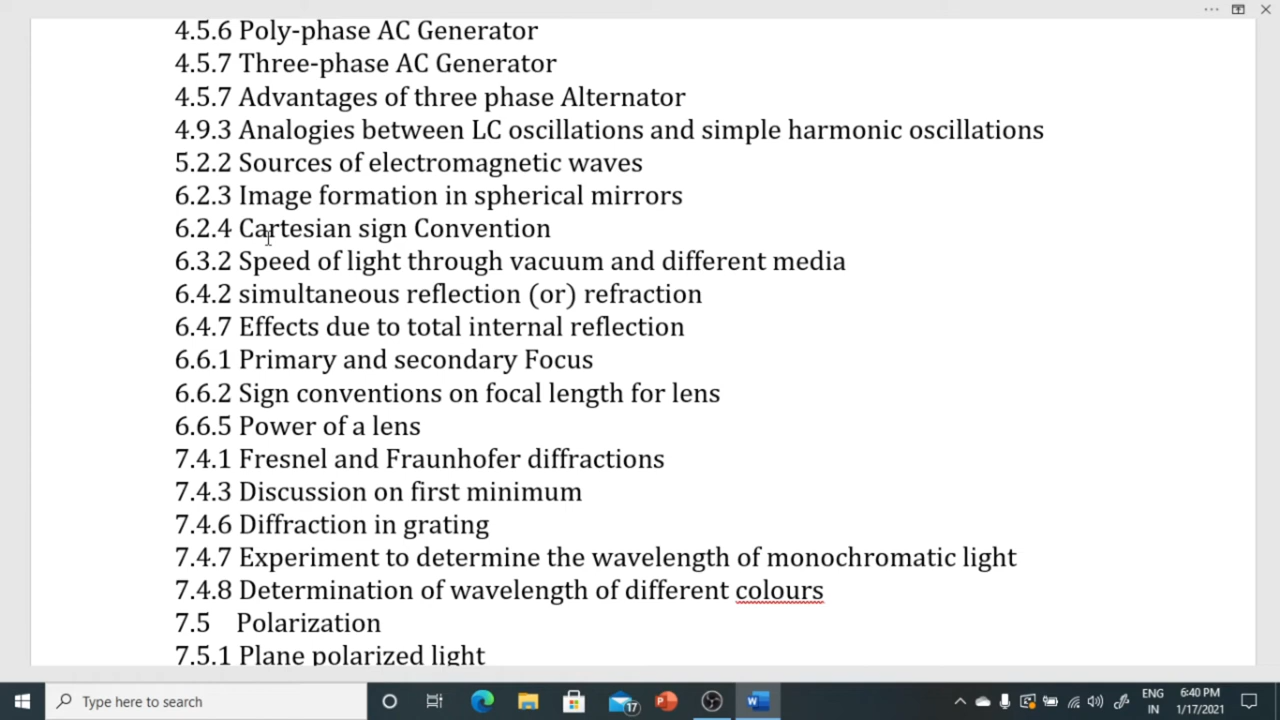 4.5.6 Poly-phase AC Generator
4.5.7 Three-phase AC Generator
4.5.7 Advantages of three phase Alternator
4.9.3 Analogies between LC oscillations and simple harmonic oscillations
5.2.2 Sources of electromagnetic waves
6.2.3 Image formation in spherical mirrors
6.2.4 Cartesian sign Convention
6.3.2 Speed of light through vacuum and different media
6.4.2 simultaneous reflection (or) refraction
6.4.7 Effects due to total internal reflection
6.6.1 Primary and secondary Focus
6.6.2 Sign conventions on focal length for lens
6.6.5 Power of a lens
7.4.1 Fresnel and Fraunhofer diffractions
7.4.3 Discussion on first minimum
7.4.6 Diffraction in grating
7.4.7 Experiment to determine the wavelength of monochromatic light
7.4.8 Determination of wavelength of different colours
7.5 Polarization
7.5.1 Plane polarized light
Type here to search
17
ENG
IN
6:40 PM
1/17/2021